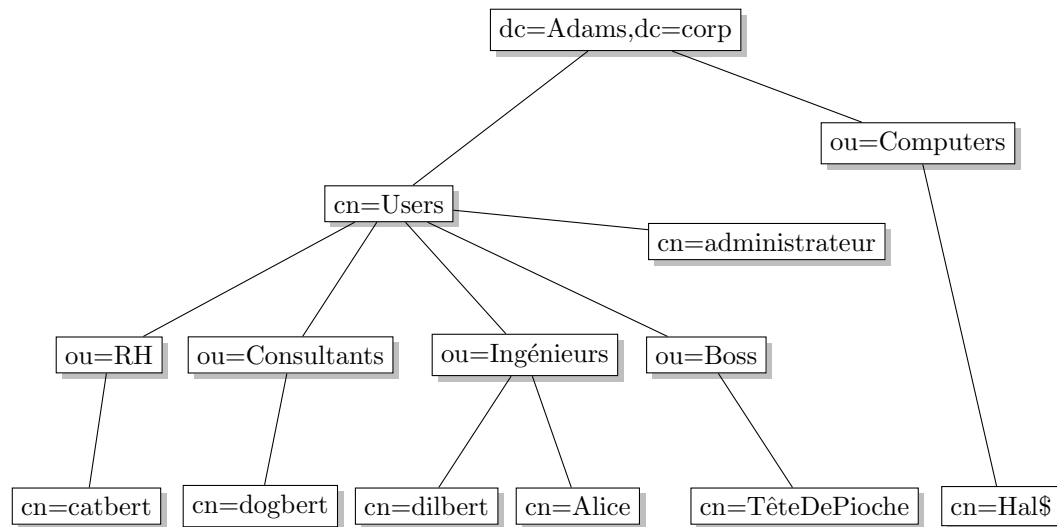 dc=Adams,dc=corp
ou=Computers
cn=Users
cn=administrateur
ou=RH
ou=Consultants
ou=Ingénieurs
ou=Boss
cn=catbert
cn=dogbert
cn=dilbert
cn=Alice
cn=TêteDePioche
cn=Hal$